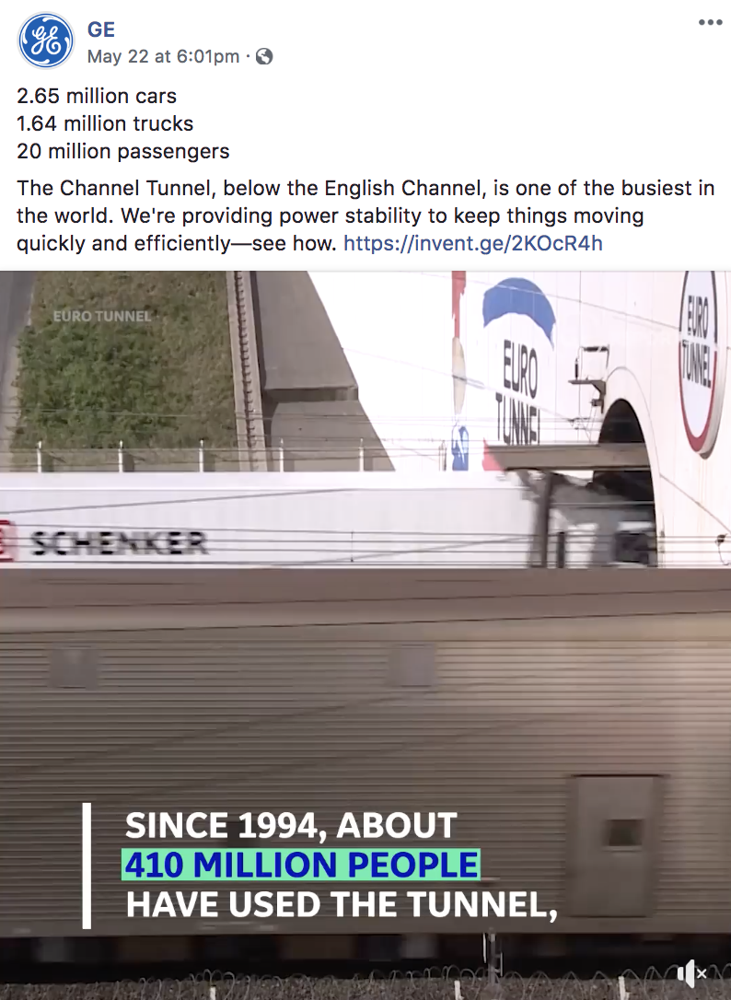 GE
May 22 at 6:01pm ·
2.65 million cars
1.64 million trucks
20 million passengers
The Channel Tunnel, below the English Channel, is one of the busiest in
the world. We're providing power stability to keep things moving
quickly and efficiently—see how. https://invent.ge/2KOcR4h
EURO TUNNEL
EURO
TUNNEL
EURO
TUNNEL
SCHENKER
SINCE 1994, ABOUT
410 MILLION PEOPLE
HAVE USED THE TUNNEL,